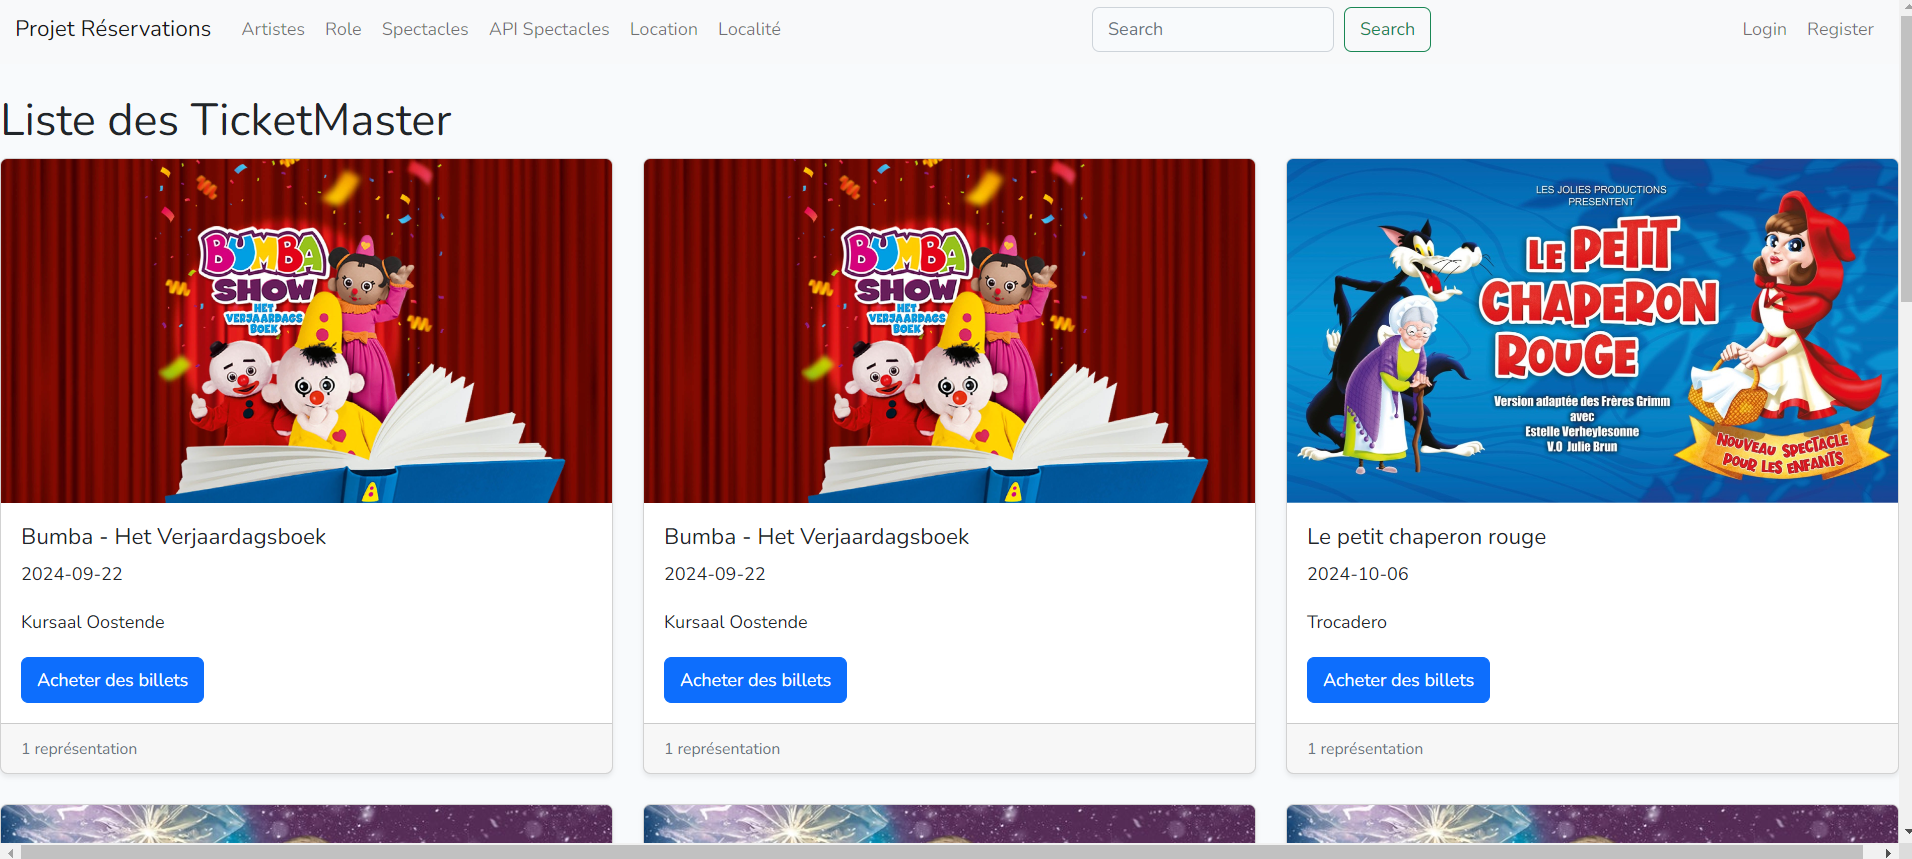 Projet Réservations Artistes Role Spectacles API Spectacles Location Localité Search Search Login Register
Liste des TicketMaster
BUMBA
SHOW
HET
VERJAARDAGS
BOEK
Bumba - Het Verjaardagsboek
2024-09-22
Kursaal Oostende
Acheter des billets
1 représentation
BUMBA
SHOW
HET
VERJAARDAGS
BOEK
Bumba - Het Verjaardagsboek
2024-09-22
Kursaal Oostende
Acheter des billets
1 représentation
LES JOLIES PRODUCTIONS
PRESENTENT
LE PETIT
CHAPERON
ROUGE
Version adaptée des Frères Grimm
avec
Estelle Verheylesonne
V.O Julie Brun
NOUVEAU SPECTACLE
POUR LES ENFANTS
Le petit chaperon rouge
2024-10-06
Trocadero
Acheter des billets
1 représentation